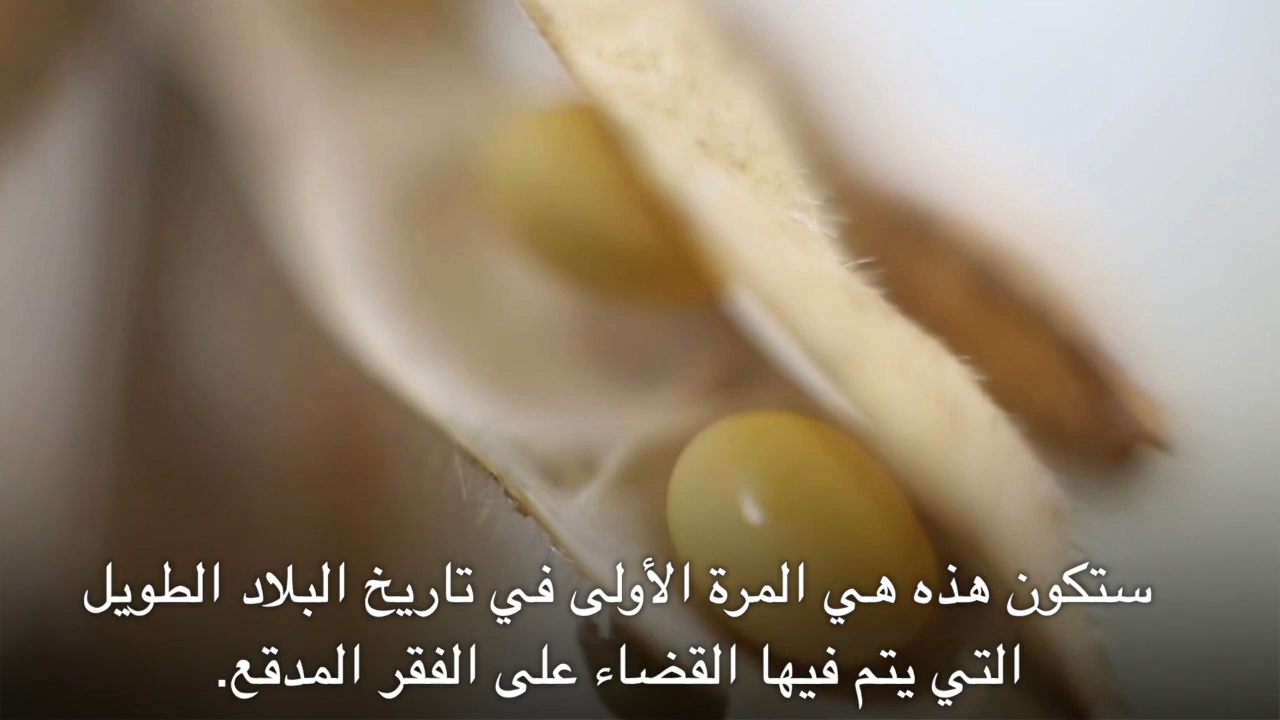 ستكون هذه هي المرة الأولى في تاريخ البلاد الطويل
التي يتم فيها القضاء على الفقر المدقع.